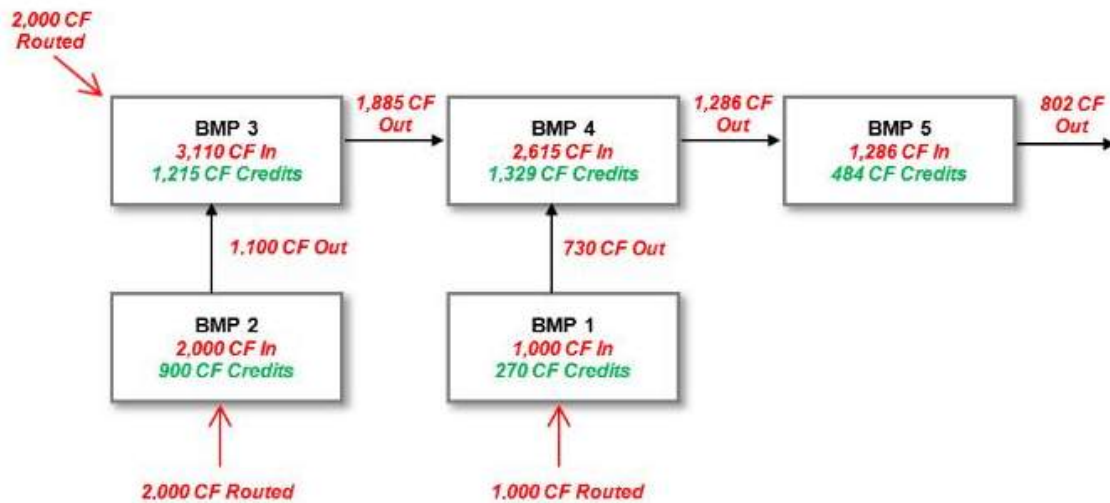 2,000 CF
Routed
BMP 3
3,110 CF In
1,215 CF Credits
1,885 CF
Out
BMP 4
2,615 CF In
1,329 CF Credits
1,286 CF
Out
BMP 5
1,286 CF In
484 CF Credits
802 CF
Out
1.100 CF Out
730 CF Out
BMP 2
2,000 CF In
900 CF Credits
BMP 1
1,000 CF In
270 CF Credits
2,000 CF Routed
1,000 CF Routed